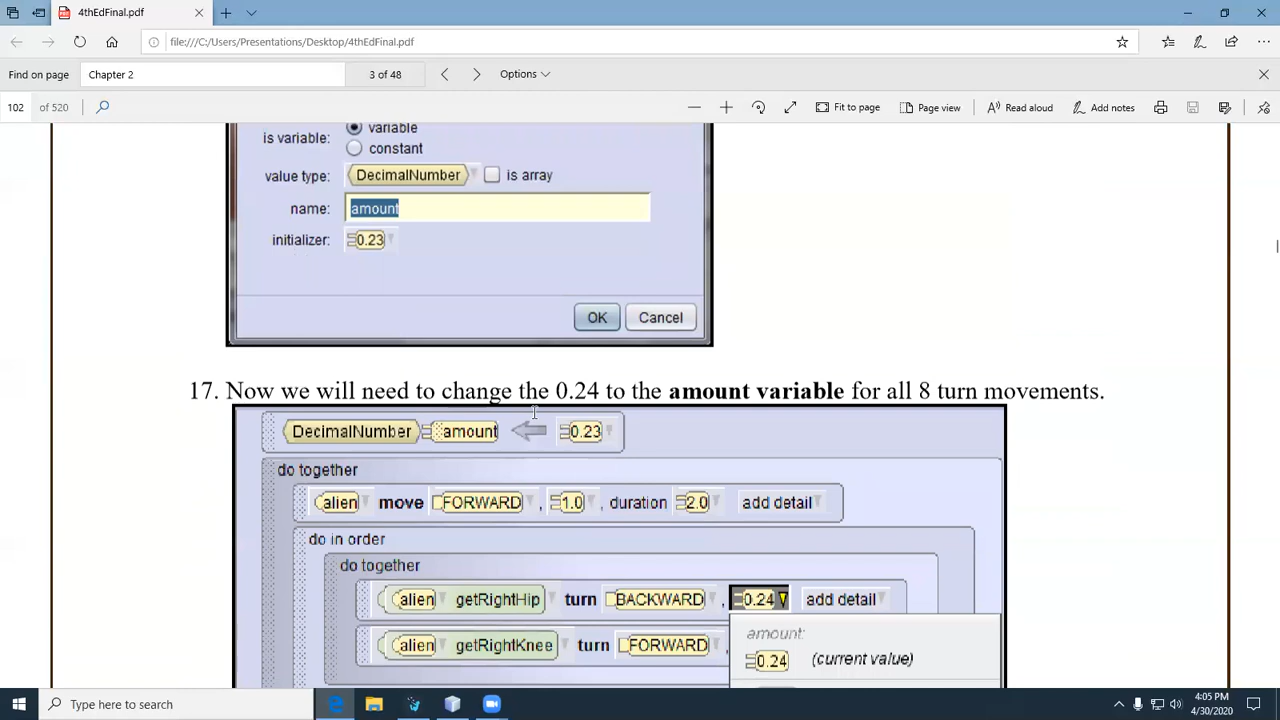 4thEdFinal.pdf
file:///C:/Users/Presentations/Desktop/4thEdFinal.pdf
Find on page Chapter 2 3 of 48 Options
102 of 520 Fit to page Page view Read aloud Add notes
is variable: variable
constant
value type: DecimalNumber is array
name: amount
initializer: 0.23
OK Cancel
17. Now we will need to change the 0.24 to the amount variable for all 8 turn movements.
DecimalNumber amount 0.23
do together
alien move FORWARD , 1.0 , duration 2.0 add detail
do in order
do together
alien getRightHip turn BACKWARD , 0.24 add detail
alien getRightKnee turn FORWARD ,
amount:
0.24 (current value)
Type here to search
4:05 PM
4/30/2020